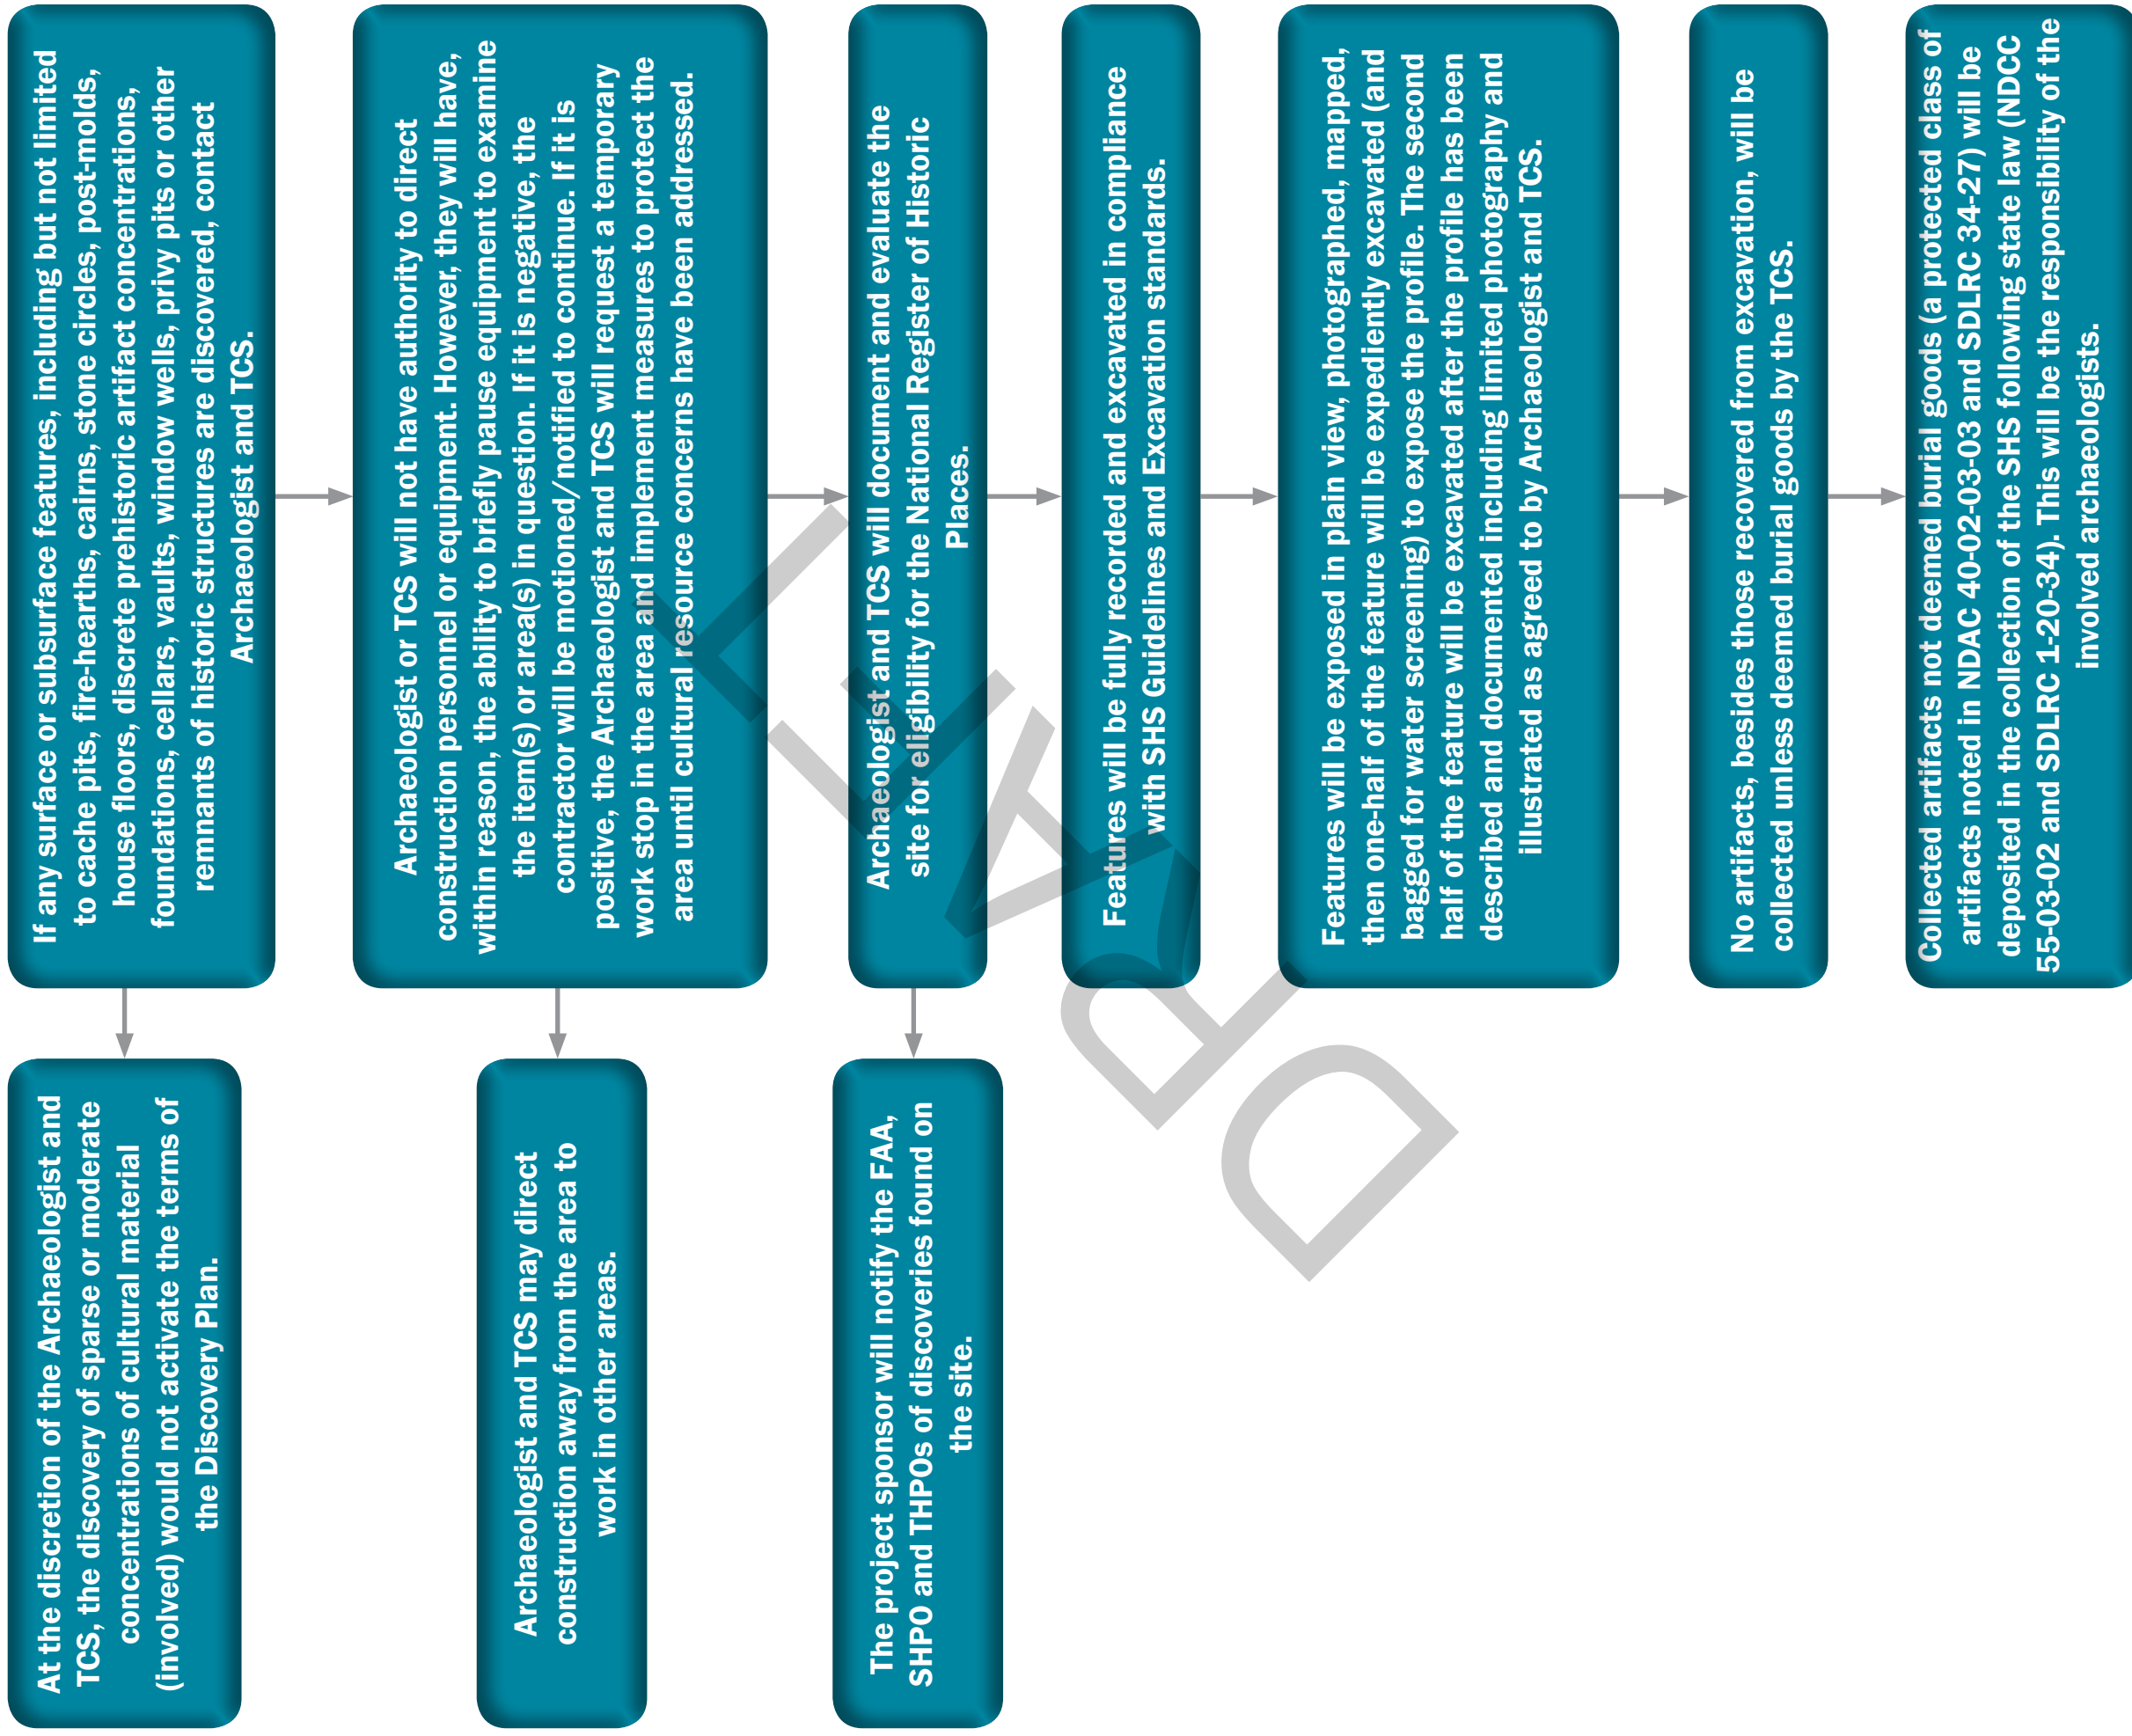 If any surface or subsurface features, including but not limited
to cache pits, fire-hearths, cairns, stone circles, post-molds,
house floors, discrete prehistoric artifact concentrations,
foundations, cellars, vaults, window wells, privy pits or other
remnants of historic structures are discovered, contact
Archaeologist and TCS.
At the discretion of the Archaeologist and
TCS, the discovery of sparse or moderate
concentrations of cultural material
(involved) would not activate the terms of
the Discovery Plan.
Archaeologist or TCS will not have authority to direct
construction personnel or equipment. However, they will have,
within reason, the ability to briefly pause equipment to examine
the item(s) or area(s) in question. If it is negative, the
contractor will be motioned/notified to continue. If it is
positive, the Archaeologist and TCS will request a temporary
work stop in the area and implement measures to protect the
area until cultural resource concerns have been addressed.
Archaeologist and TCS may direct
construction away from the area to
work in other areas.
Archaeologist and TCS will document and evaluate the
site for eligibility for the National Register of Historic
Places.
The project sponsor will notify the FAA,
SHPO and THPOs of discoveries found on
the site.
Features will be fully recorded and excavated in compliance
with SHS Guidelines and Excavation standards.
Features will be exposed in plain view, photographed, mapped,
then one-half of the feature will be expediently excavated (and
bagged for water screening) to expose the profile. The second
half of the feature will be excavated after the profile has been
described and documented including limited photography and
illustrated as agreed to by Archaeologist and TCS.
No artifacts, besides those recovered from excavation, will be
collected unless deemed burial goods by the TCS.
Collected artifacts not deemed burial goods (a protected class of
artifacts noted in NDAC 40-02-03-03 and SDLRC 34-27) will be
deposited in the collection of the SHS following state law (NDCC
55-03-02 and SDLRC 1-20-34). This will be the responsibility of the
involved archaeologists.
DRAFT